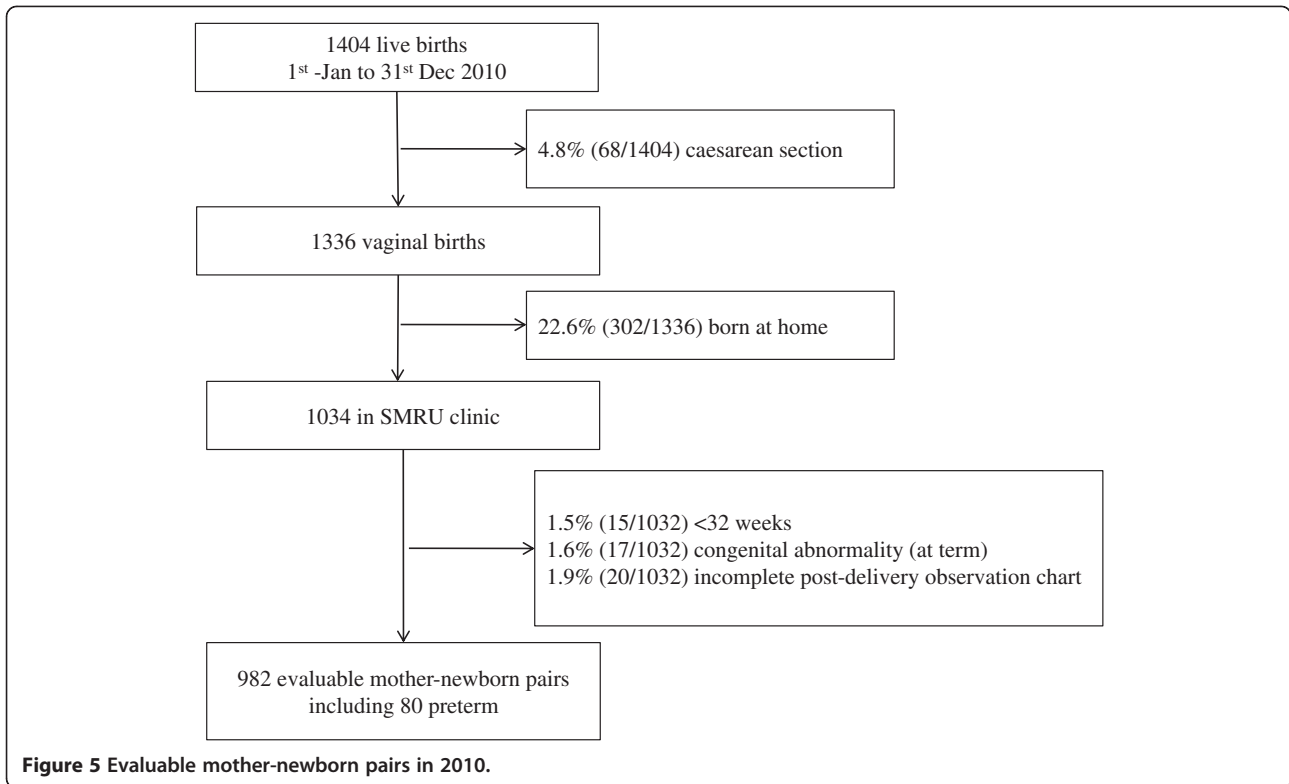 1404 live births
1st -Jan to 31st Dec 2010
4.8% (68/1404) caesarean section
1336 vaginal births
22.6% (302/1336) born at home
1034 in SMRU clinic
1.5% (15/1032) <32 weeks
1.6% (17/1032) congenital abnormality (at term)
1.9% (20/1032) incomplete post-delivery observation chart
982 evaluable mother-newborn pairs
including 80 preterm
Figure 5 Evaluable mother-newborn pairs in 2010.